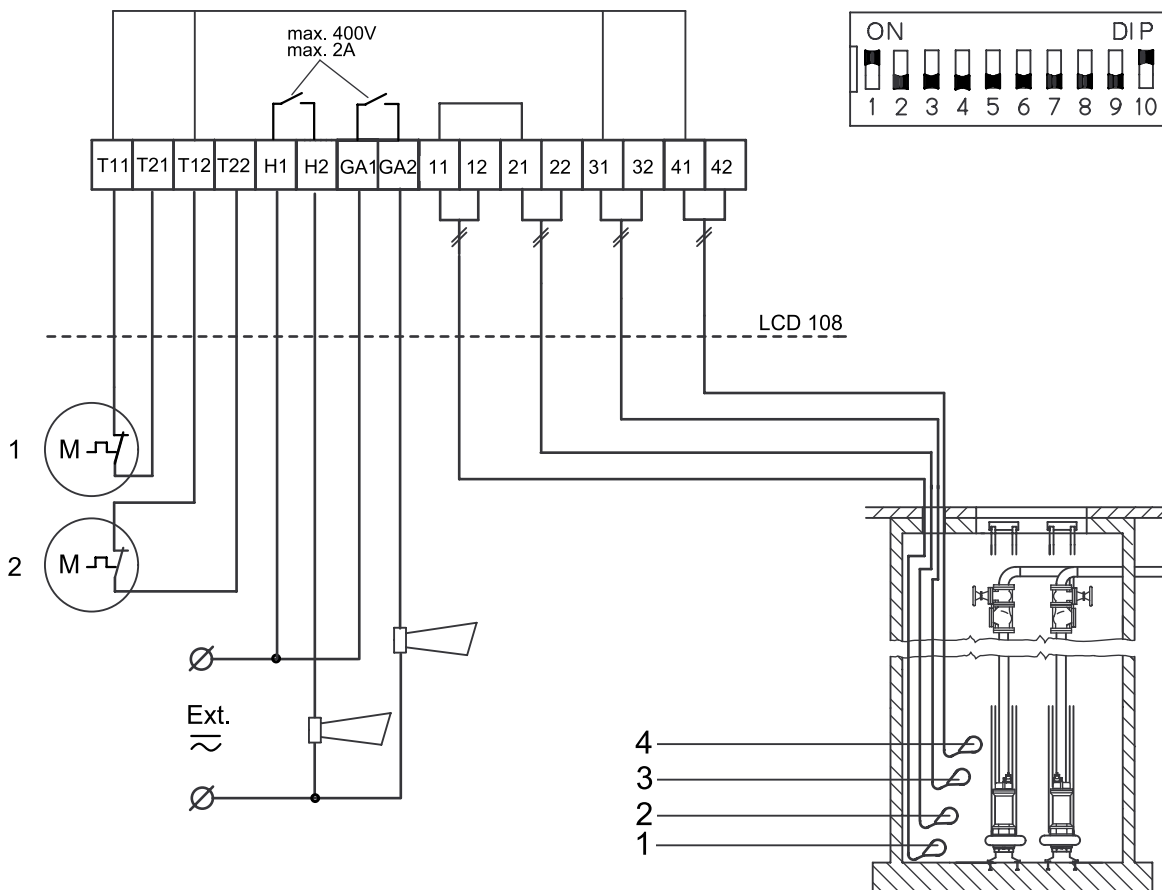 max. 400V
max. 2A
ON DIP
1 2 3 4 5 6 7 8 9 10
T11 T21 T12 T22 H1 H2 GA1 GA2 11 12 21 22 31 32 41 42
LCD 108
1 M
2 M
Ext.
4
3
2
1